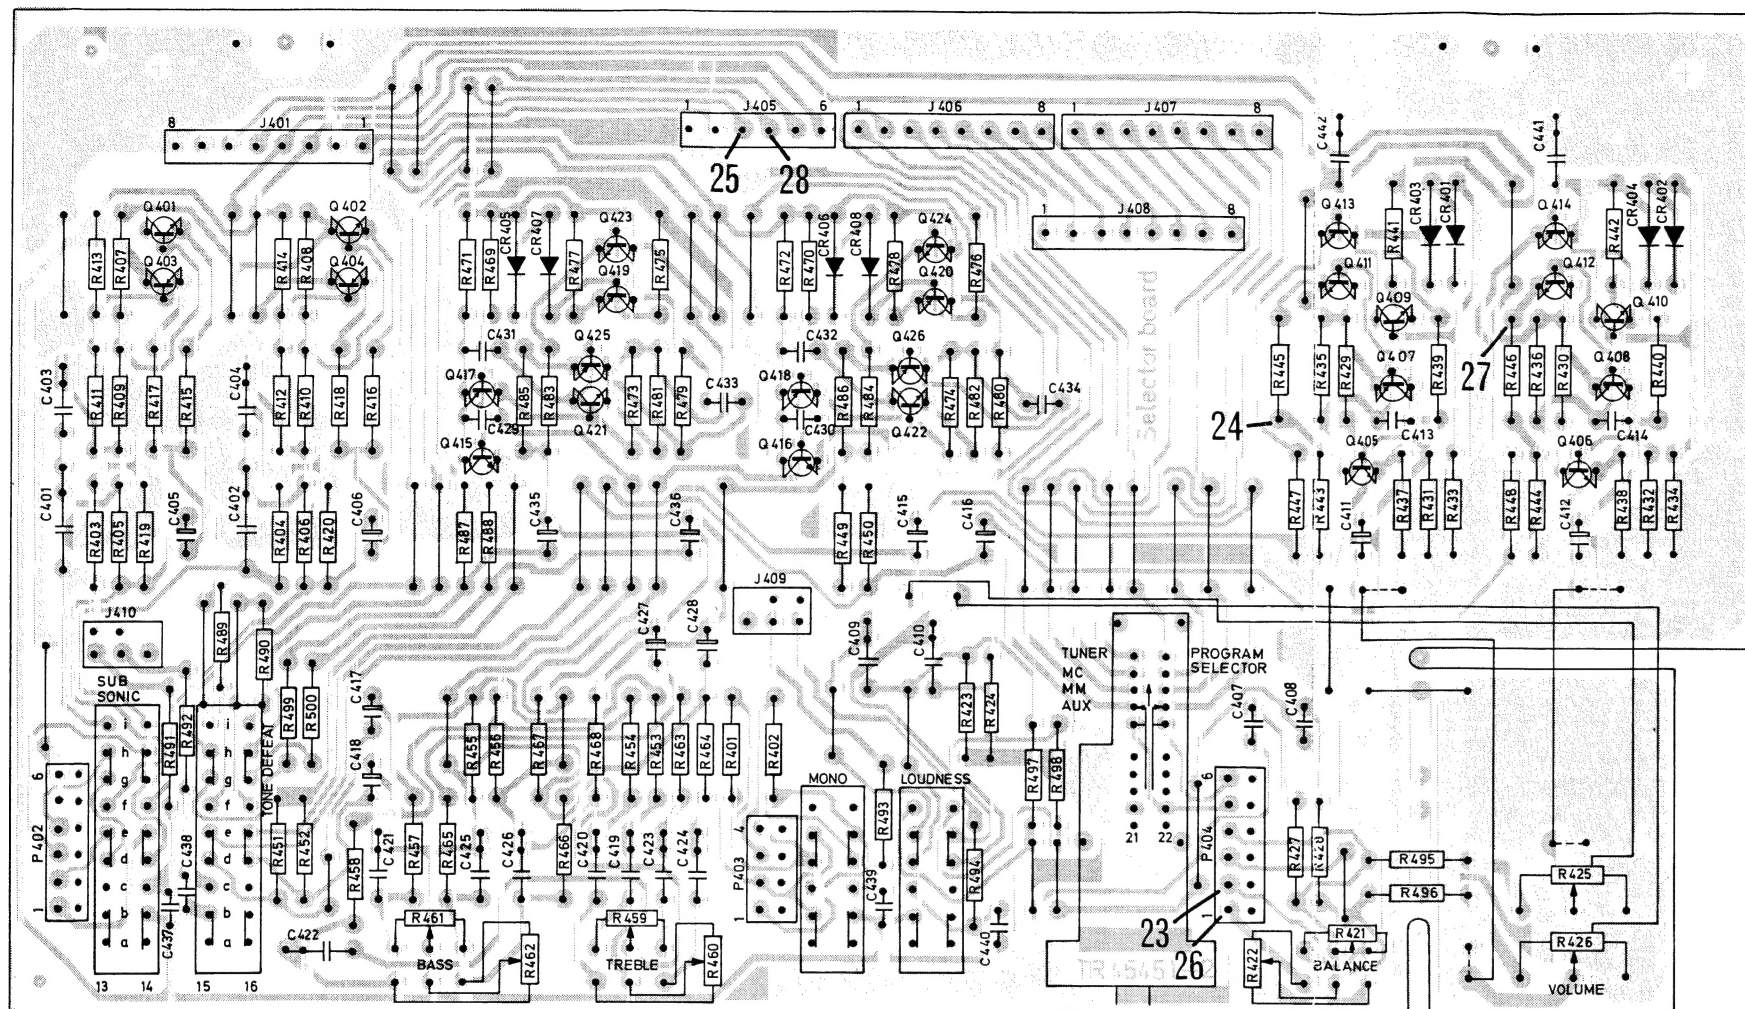 8 J401 1
1 J405 6
1 J406 8
1 J407 8
C442
C441
25 28
Q401
Q402
CR405
CR407
Q423
CR406
CR408
Q424
1 J408 8
Q413
CR403
CR401
Q414
CR404
CR402
R413
R407
Q403
R414
R408
Q404
R471
R469
R477
Q419
R475
R472
R470
R478
Q420
R476
Q411
R441
Q412
R442
Q409
Q410
Selector board
C403
R411
R409
R417
R415
C404
R412
R410
R418
R416
C431
Q425
Q417
R485
R483
C429
Q421
Q415
R473
R481
R479
C433
C432
Q426
Q418
R486
R484
C430
Q422
Q416
R474
R482
R480
C434
R445
R435
R429
Q407
R439
27
R446
R436
R430
Q408
R440
24
Q405
C413
Q406
C414
C401
R403
R405
R419
C405
C402
R404
R406
R420
C406
R487
R488
C435
C436
R449
R450
C415
C416
R447
R443
C411
R437
R431
R433
R448
R444
C412
R438
R432
R434
J410
R489
R490
C427
C428
J409
C409
C410
SUB
SONIC
R491
R492
R499
R500
C417
C418
R455
R456
R467
R468
R454
R453
R463
R464
R401
R402
R423
R424
TUNER
MC
MM
AUX
PROGRAM
SELECTOR
C407
C408
i i
h h
g g
f f
e e
d d
c c
b b
a a
TONE DEFEAT
6 P402 1
C438
C437
R451
R452
R458
C421
R457
R465
C425
C426
R466
C420
C419
C423
C424
4 P403 1
MONO
R493
LOUDNESS
C439
R494
C440
R497
R498
21 22
6 P404 1
23
26
R427
R428
R495
R496
R425
R426
VOLUME
R421
R422
BALANCE
C422
R461
BASS
R462
R459
TREBLE
R460
13 14 15 16